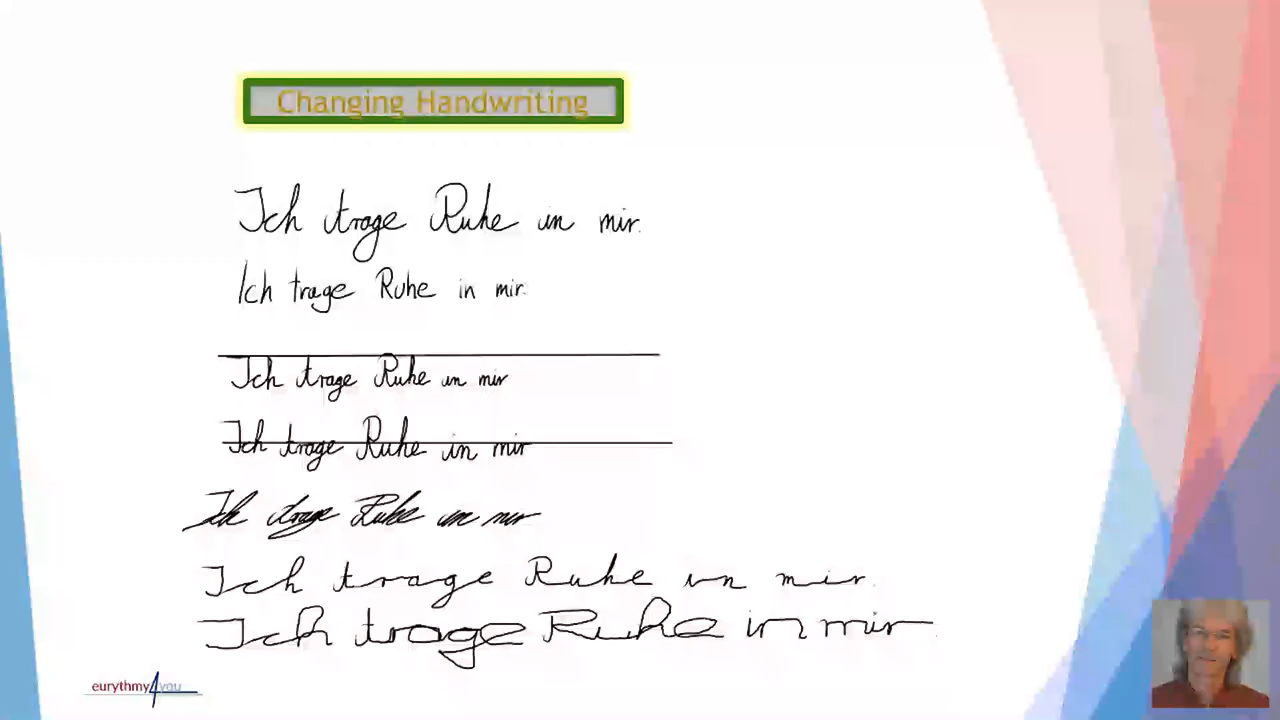 Changing Handwriting
Ich trage Ruhe in mir.
Ich trage Ruhe in mir.
Ich trage Ruhe in mir
Ich trage Ruhe in mir
Ich trage Ruhe in mir
Ich trage Ruhe in mir.
Ich trage Ruhe in mir.
eurythmy4you